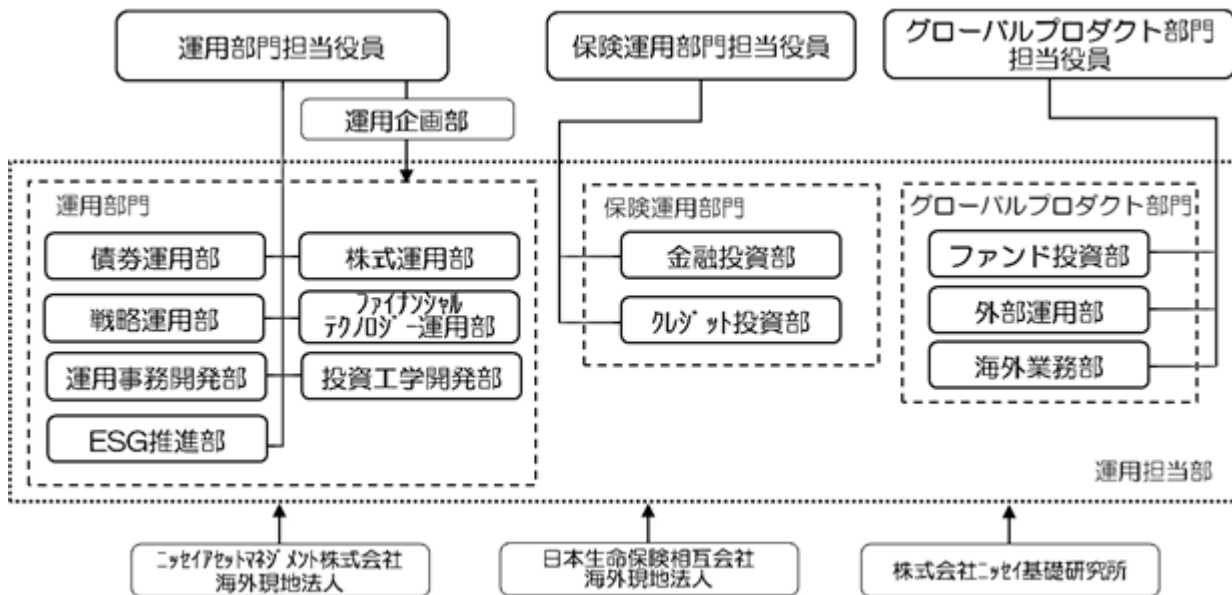 運用部門担当役員
保険運用部門担当役員
グローバルプロダクト部門
担当役員
運用企画部
運用部門
債券運用部
株式運用部
戦略運用部
ファイナンシャル
テクノロジー運用部
運用事務開発部
投資工学開発部
ESG推進部
保険運用部門
金融投資部
クレジット投資部
グローバルプロダクト部門
ファンド投資部
外部運用部
海外業務部
運用担当部
ニッセイアセットマネジメント株式会社
海外現地法人
日本生命保険相互会社
海外現地法人
株式会社ニッセイ基礎研究所